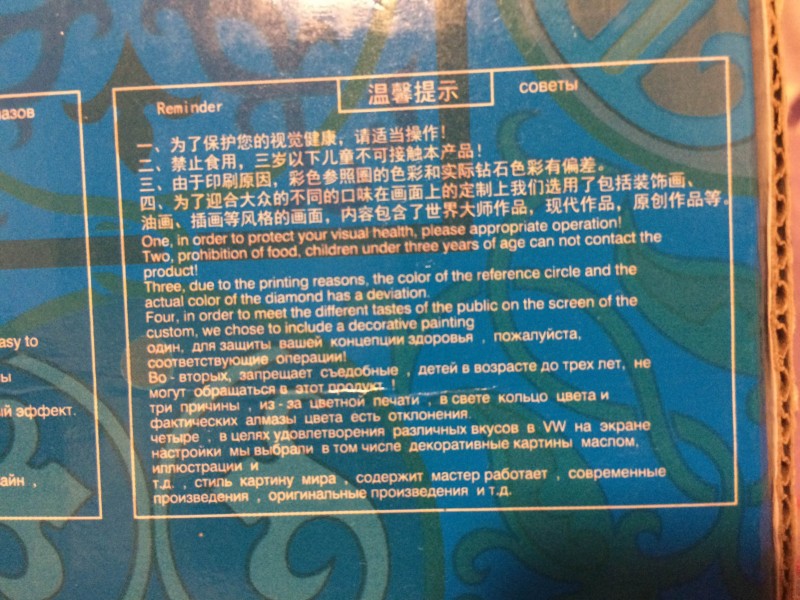 Reminder
温馨提示
советы
一、为了保护您的视觉健康，请适当操作！
二、禁止食用，三岁以下儿童不可接触本产品！
三、由于印刷原因，彩色参照圈的色彩和实际钻石色彩有偏差。
四、为了迎合大众的不同的口味在画面上的定制上我们选用了包括装饰画、
油画、插画等风格的画面，内容包含了世界大师作品，现代作品，原创作品等。
One, in order to protect your visual health, please appropriate operation!
Two, prohibition of food, children under three years of age can not contact the
product!
Three, due to the printing reasons, the color of the reference circle and the
actual color of the diamond has a deviation.
Four, in order to meet the different tastes of the public on the screen of the
custom, we chose to include a decorative painting
один, для защиты вашей концепции здоровья , пожалуйста,
соответствующие операции!
Во - вторых, запрещает съедобные , детей в возрасте до трех лет, не
могут обращаться в этот продукт !
три причины , из - за цветной печати , в свете кольцо цвета и
фактических алмазы цвета есть отклонения.
четыре , в целях удовлетворения различных вкусов в VW на экране
настройки мы выбрали в том числе декоративные картины маслом,
иллюстрации и
т.д. , стиль картину мира , содержит мастер работает , современные
произведения , оригинальные произведения и т.д.
asy to
ый эффект.